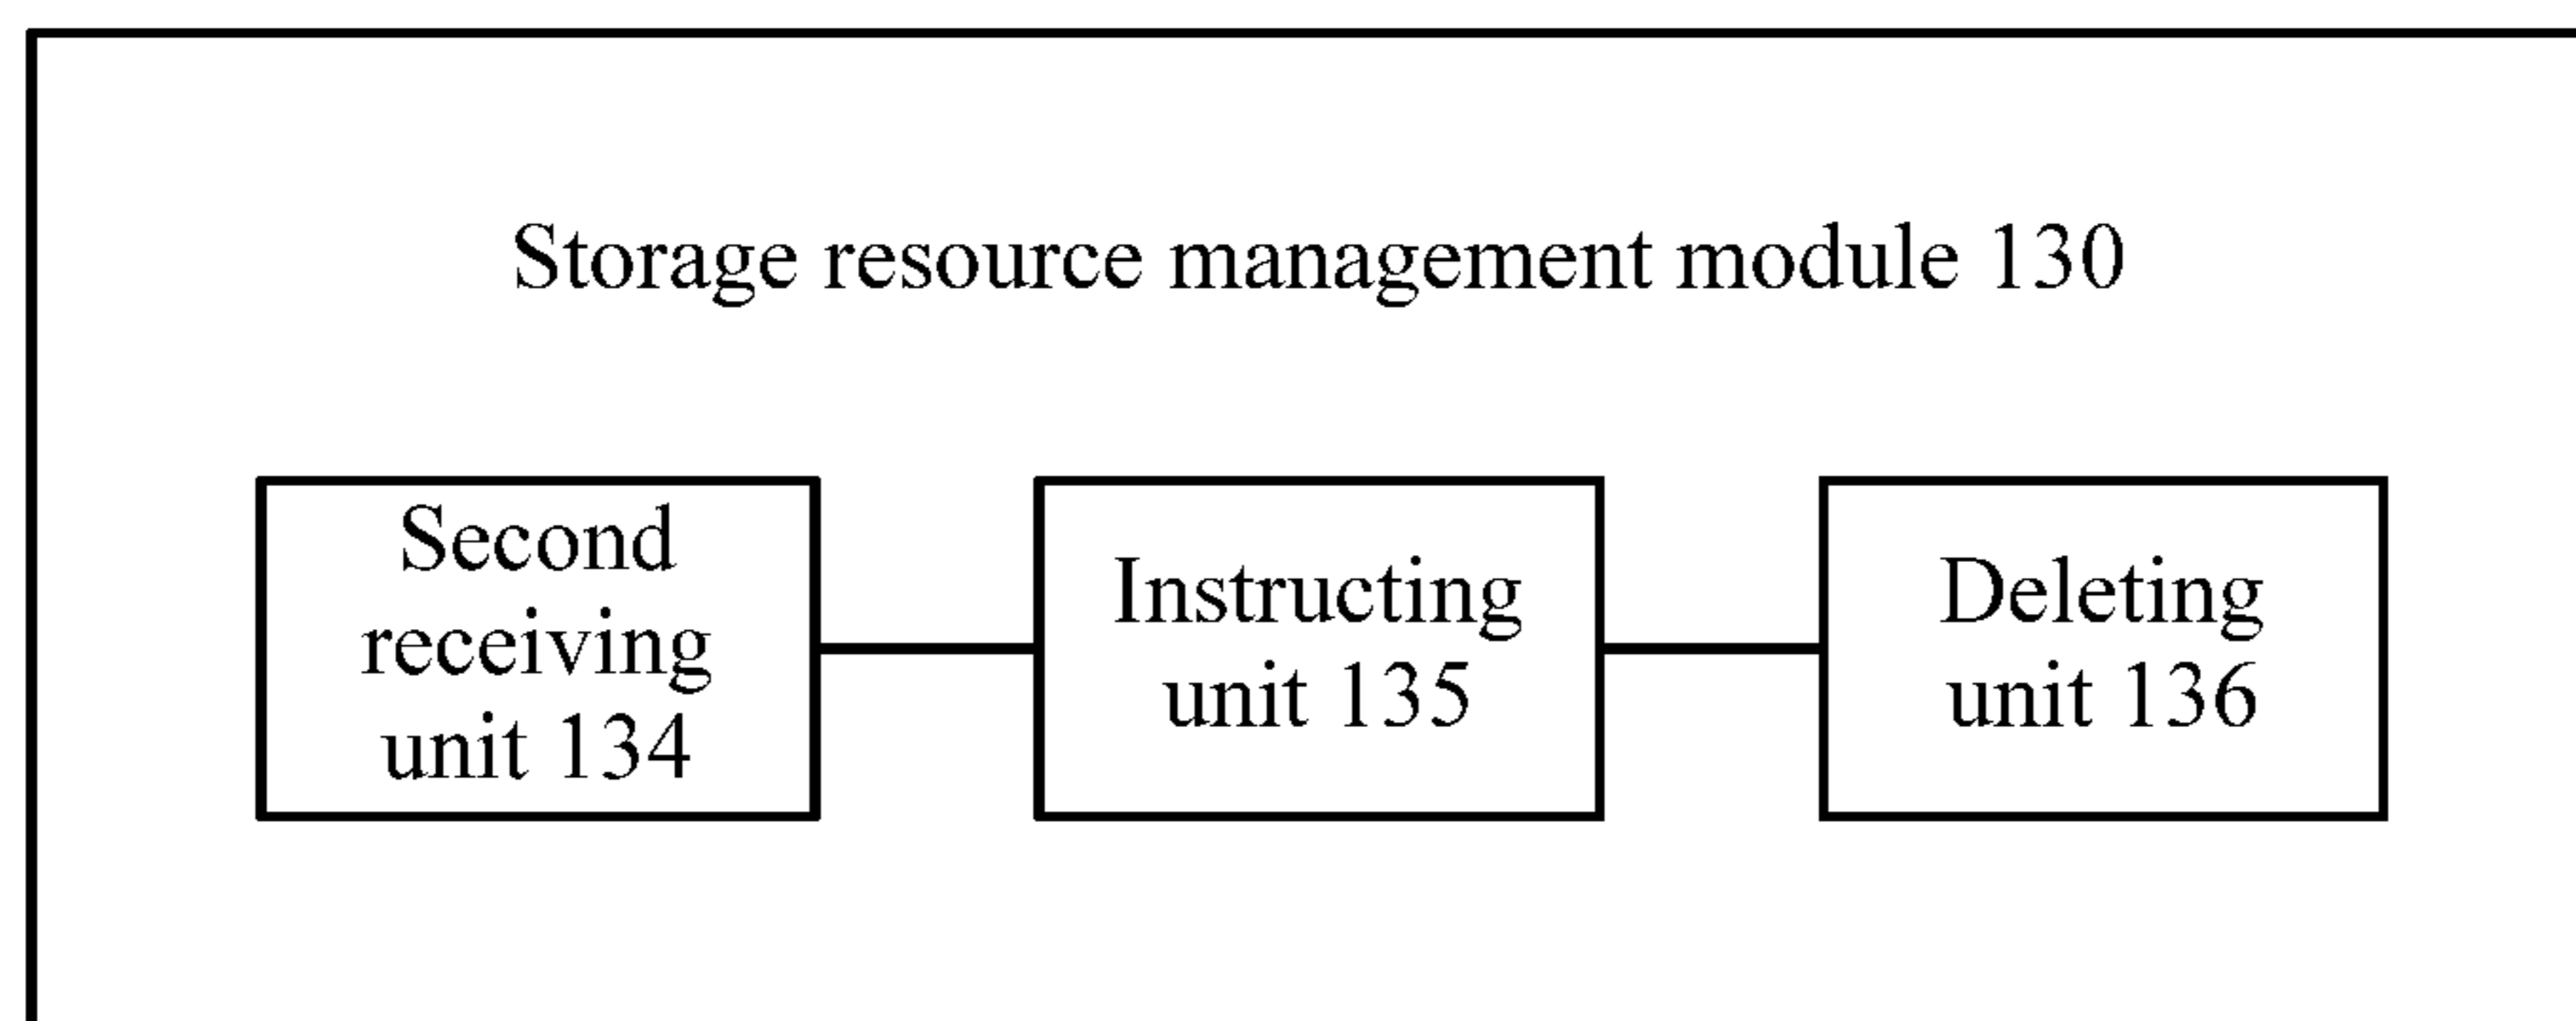 Storage resource management module 130
Second
receiving
unit 134
Instructing
unit 135
Deleting
unit 136